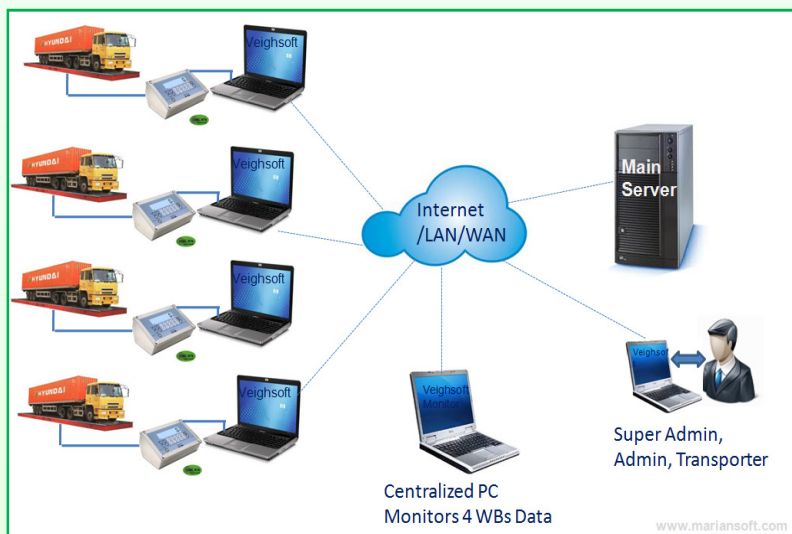 HYUNDAI
Veighsoft
HYUNDAI
Veighsoft
HYUNDAI
Veighsoft
HYUNDAI
Veighsoft
Internet
/LAN/WAN
Main
Server
Veighsoft
Monitor
Veighsoft
Super Admin,
Admin, Transporter
Centralized PC
Monitors 4 WBs Data
www.mariansoft.com